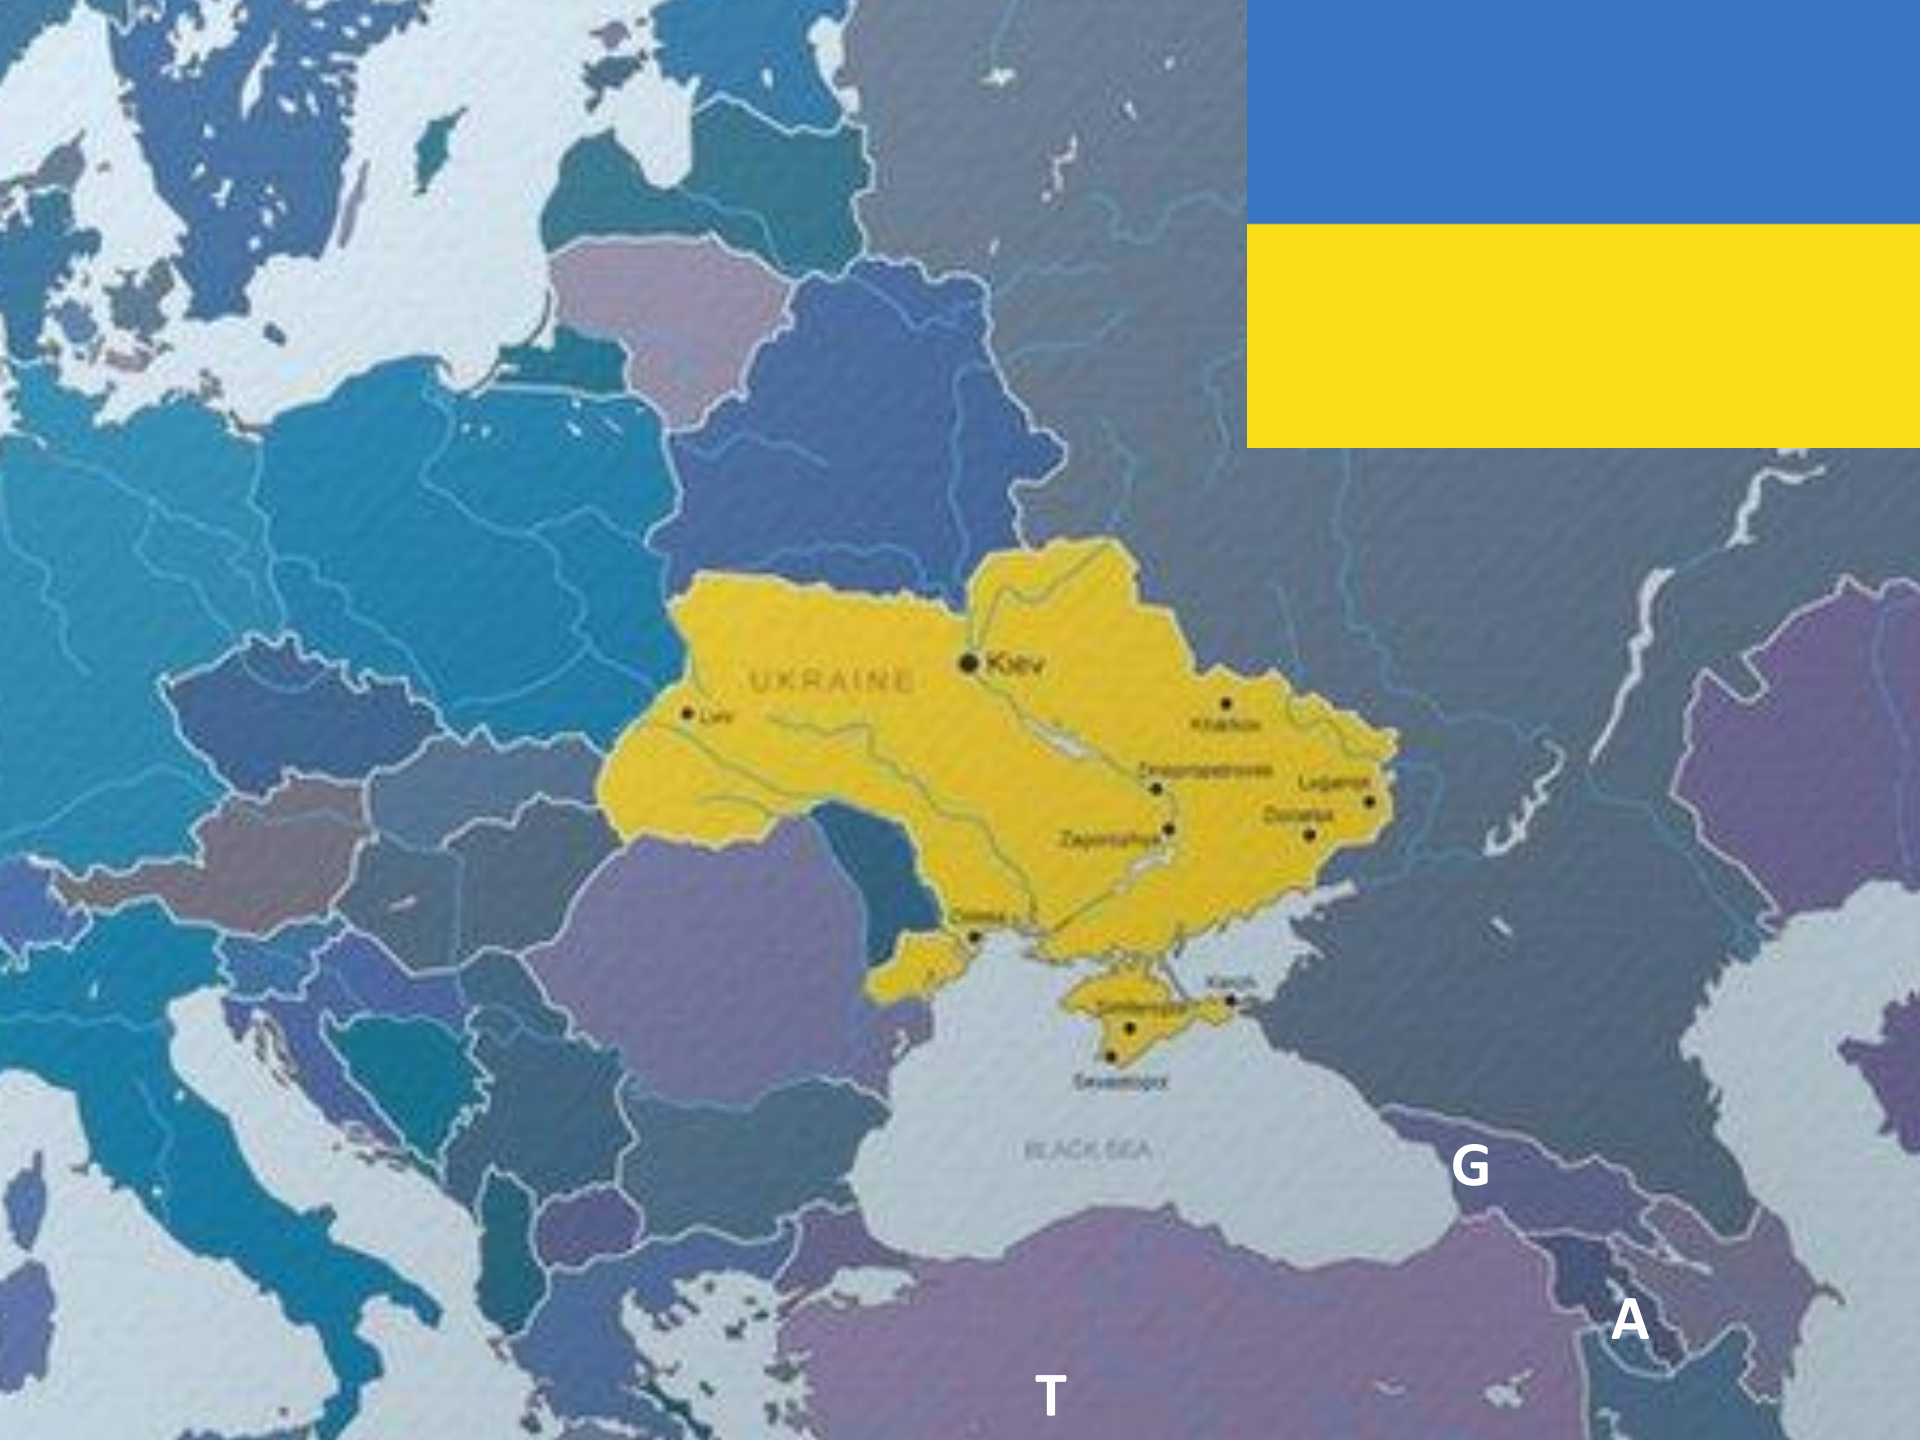 UKRAINE
Kiev
Lviv
Kharkov
Dnepropetrovsk
Lugansk
Donetsk
Zaporozhye
Odessa
Kerch
Simferopol
Sevastopol
BLACK SEA
G
A
T